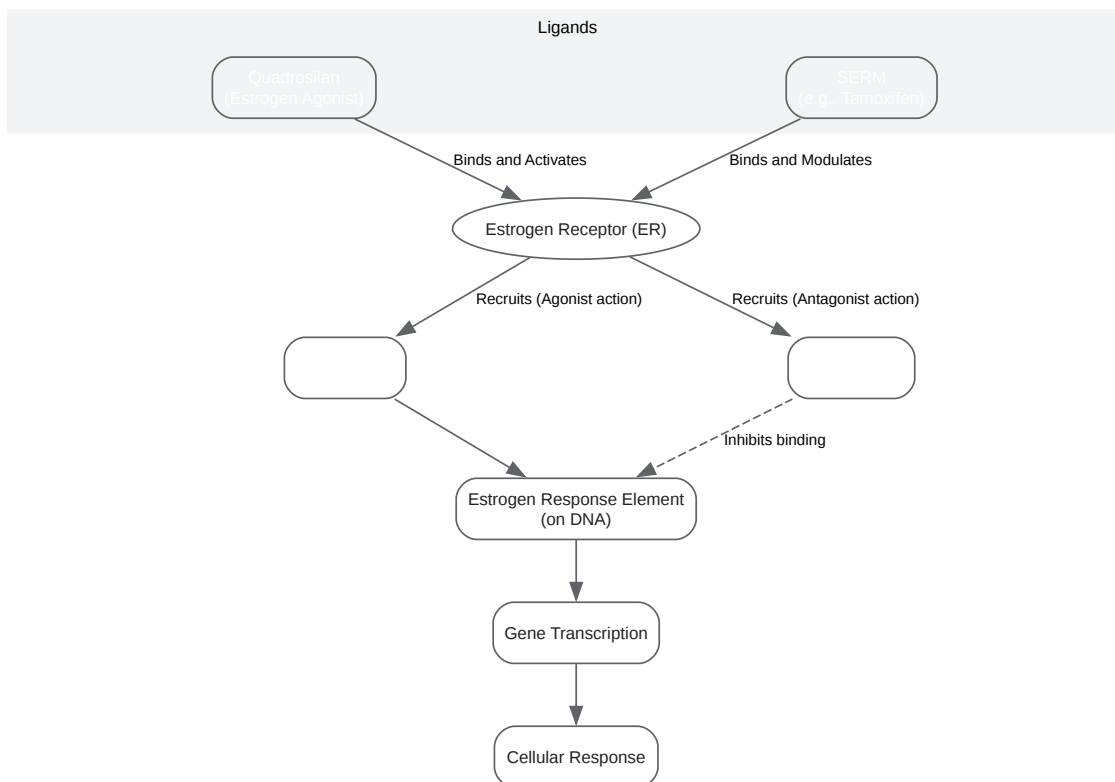 Ligands
Quadrosilan
(Estrogen Agonist)
SERM
(e.g., Tamoxifen)
Binds and Activates
Binds and Modulates
Estrogen Receptor (ER)
Recruits (Agonist action)
Recruits (Antagonist action)
Inhibits binding
Estrogen Response Element
(on DNA)
Gene Transcription
Cellular Response